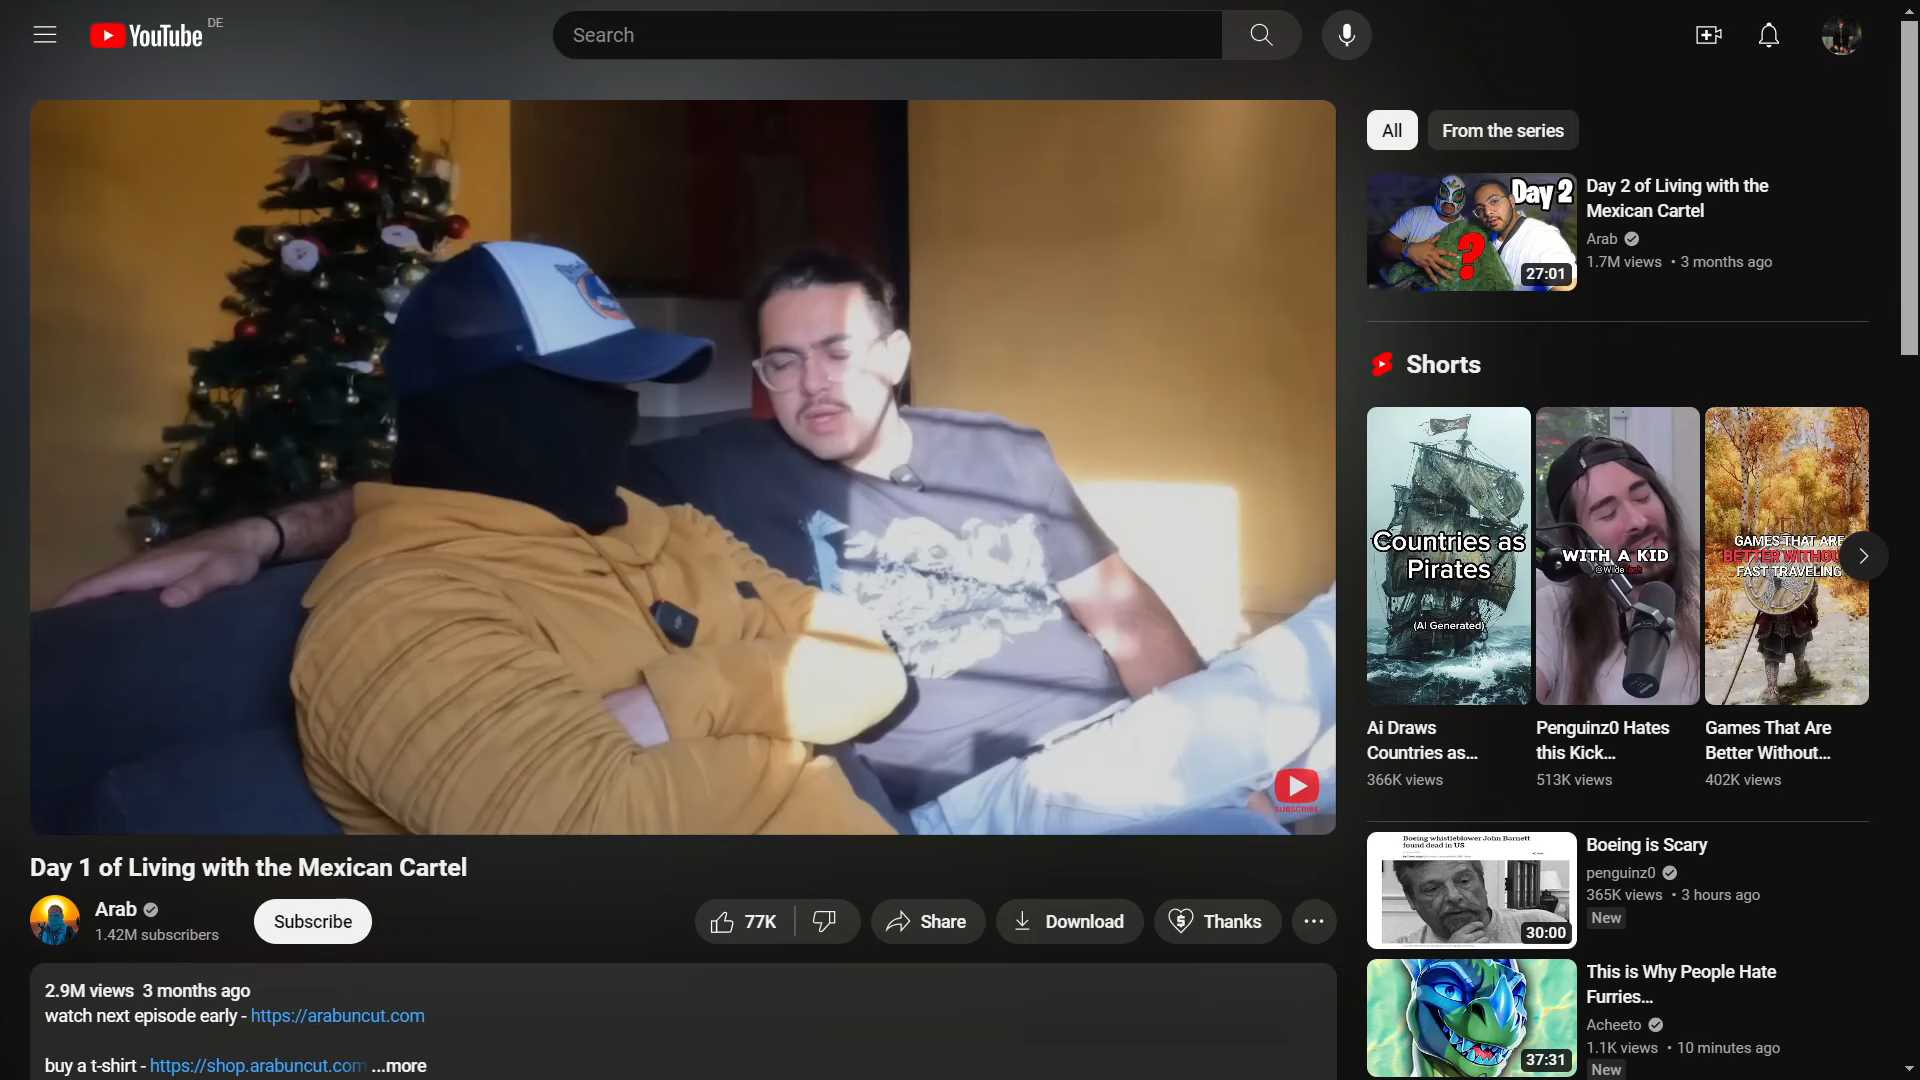 YouTube DE
Search
All
From the series
Day 2
?
27:01
Day 2 of Living with the
Mexican Cartel
Arab
1.7M views • 3 months ago
Shorts
Countries as
Pirates
(AI Generated)
WITH A KID
GAMES THAT ARE
BETTER WITHOU
FAST TRAVELING
Ai Draws
Countries as...
366K views
Penguinz0 Hates
this Kick...
513K views
Games That Are
Better Without...
402K views
SUBSCRIBE
Day 1 of Living with the Mexican Cartel
Arab
1.42M subscribers
Subscribe
77K
Share
Download
Thanks
2.9M views 3 months ago
watch next episode early - https://arabuncut.com
buy a t-shirt - https://shop.arabuncut.com ...more
Boeing whistleblower John Barnett
found dead in US
30:00
Boeing is Scary
penguinz0
365K views • 3 hours ago
New
37:31
This is Why People Hate
Furries...
Acheeto
1.1K views • 10 minutes ago
New